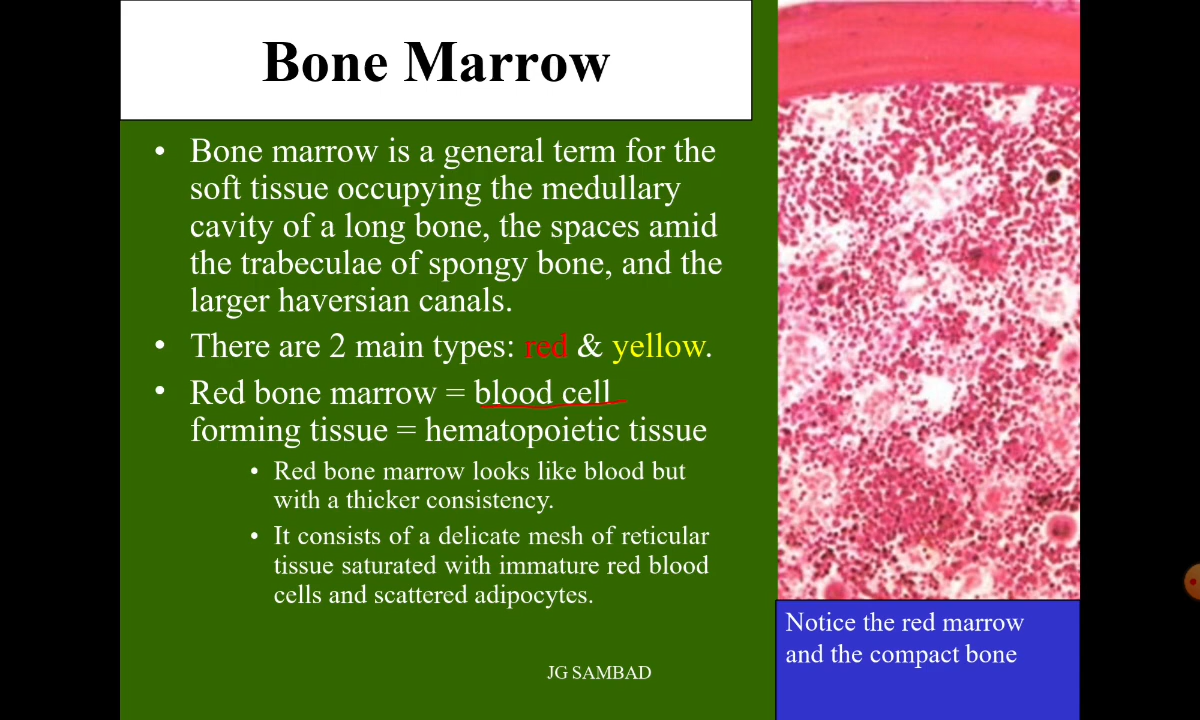 Bone Marrow
• Bone marrow is a general term for the
soft tissue occupying the medullary
cavity of a long bone, the spaces amid
the trabeculae of spongy bone, and the
larger haversian canals.
• There are 2 main types: red & yellow.
• Red bone marrow = blood cell
forming tissue = hematopoietic tissue
• Red bone marrow looks like blood but
with a thicker consistency.
• It consists of a delicate mesh of reticular
tissue saturated with immature red blood
cells and scattered adipocytes.
Notice the red marrow
and the compact bone
JG SAMBAD